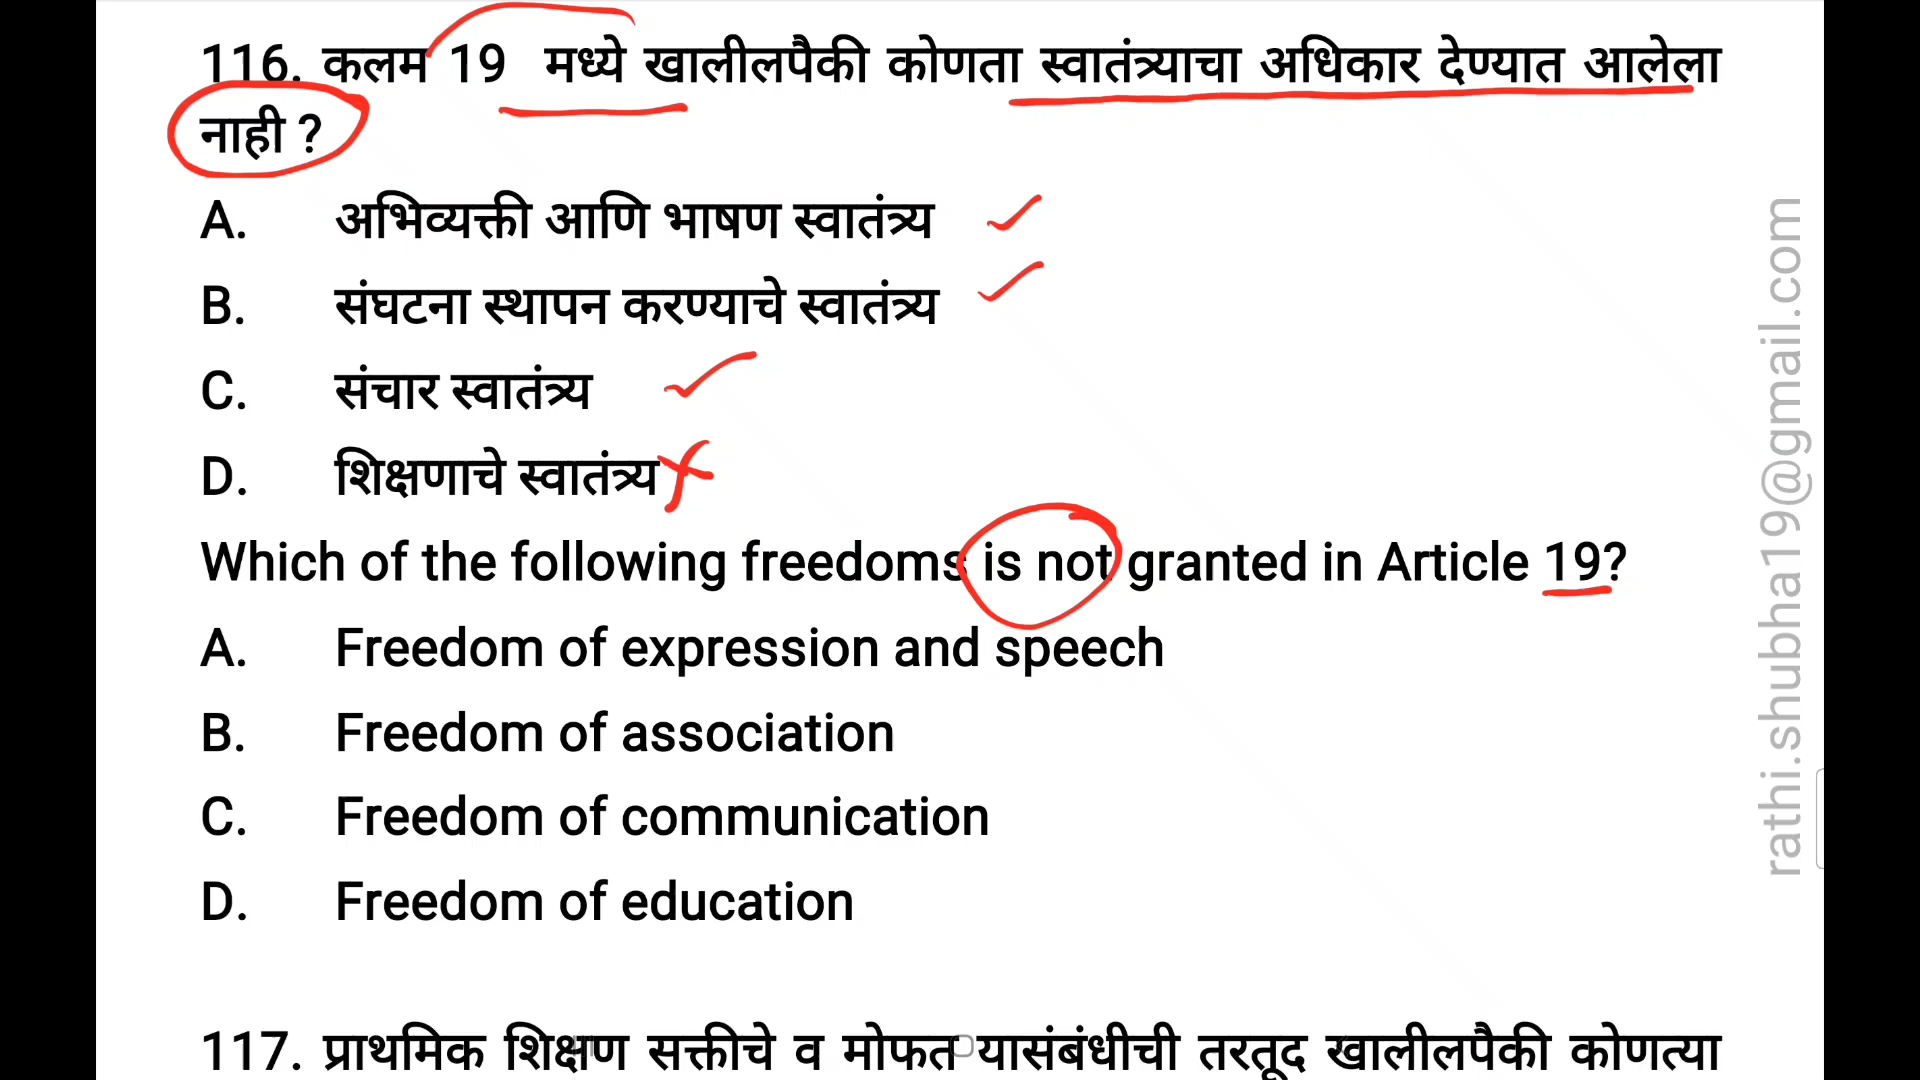 116. कलम 19 मध्ये खालीलपैकी कोणता स्वातंत्र्याचा अधिकार देण्यात आलेला
नाही ?
A. अभिव्यक्ती आणि भाषण स्वातंत्र्य
B. संघटना स्थापन करण्याचे स्वातंत्र्य
C. संचार स्वातंत्र्य
D. शिक्षणाचे स्वातंत्र्य
Which of the following freedoms is not granted in Article 19?
A. Freedom of expression and speech
B. Freedom of association
C. Freedom of communication
D. Freedom of education
117. प्राथमिक शिक्षण सक्तीचे व मोफत यासंबंधीची तरतूद खालीलपैकी कोणत्या
rathi.shubha19@gmail.com